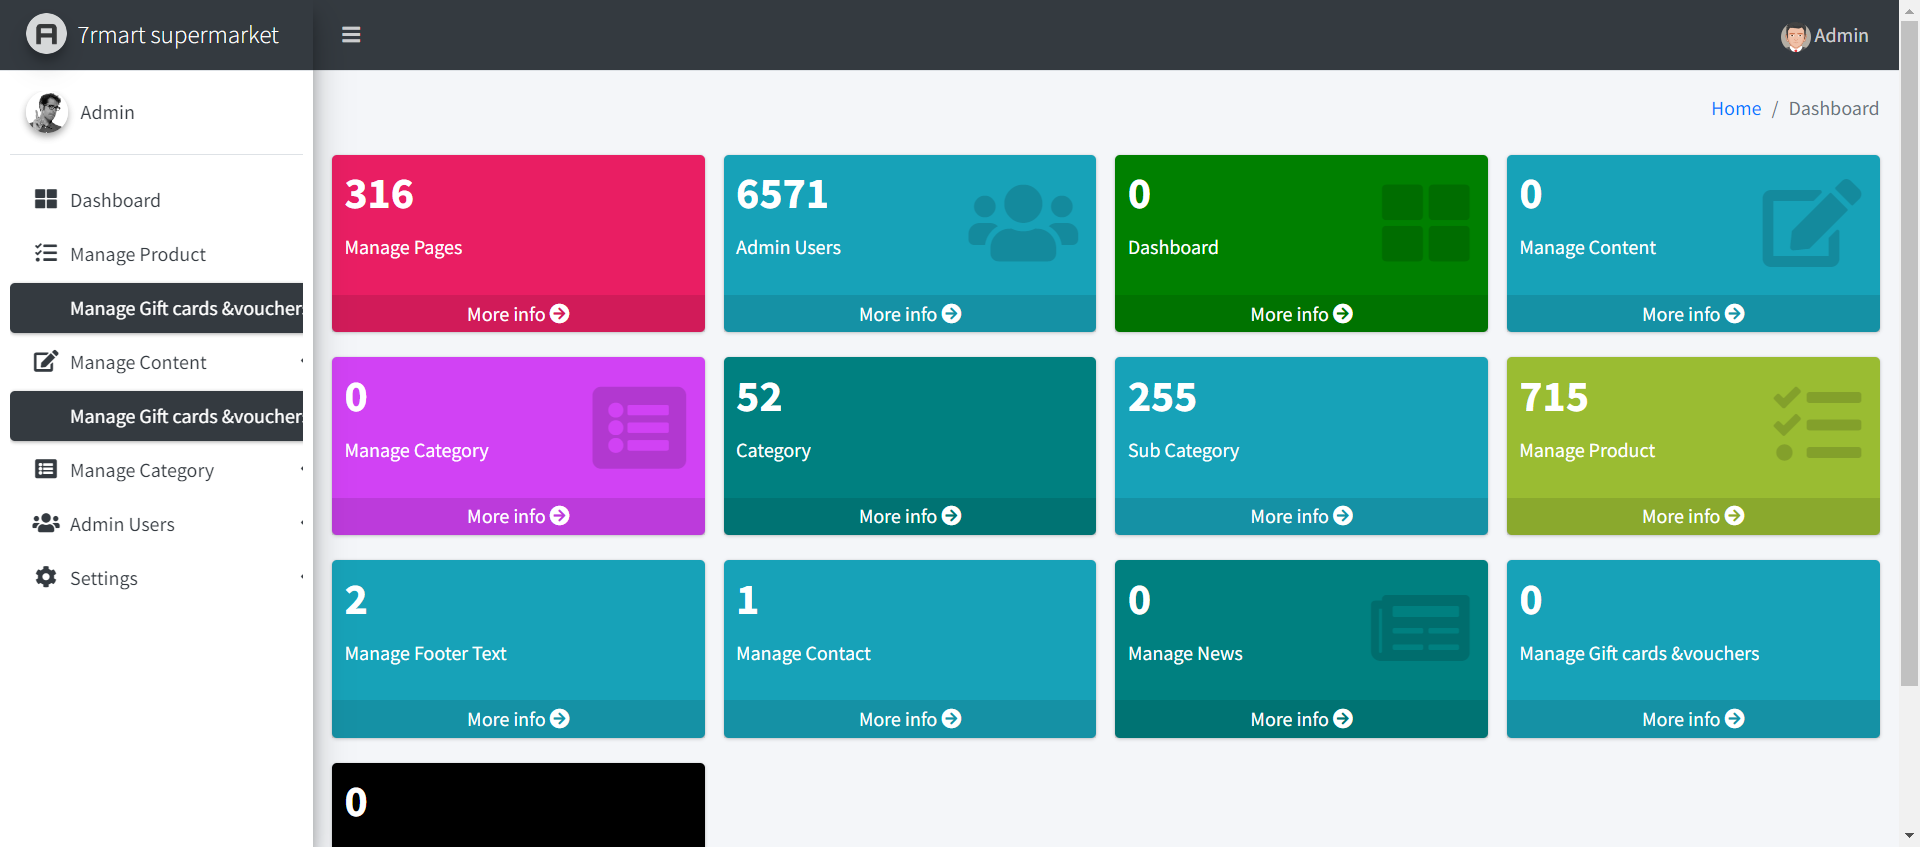 7rmart supermarket
Admin
Admin
Home / Dashboard
Dashboard
Manage Product
Manage Gift cards &voucher
Manage Content
Manage Gift cards &voucher
Manage Category
Admin Users
Settings
316
Manage Pages
More info
6571
Admin Users
More info
0
Dashboard
More info
0
Manage Content
More info
0
Manage Category
More info
52
Category
More info
255
Sub Category
More info
715
Manage Product
More info
2
Manage Footer Text
More info
1
Manage Contact
More info
0
Manage News
More info
0
Manage Gift cards &vouchers
More info
0